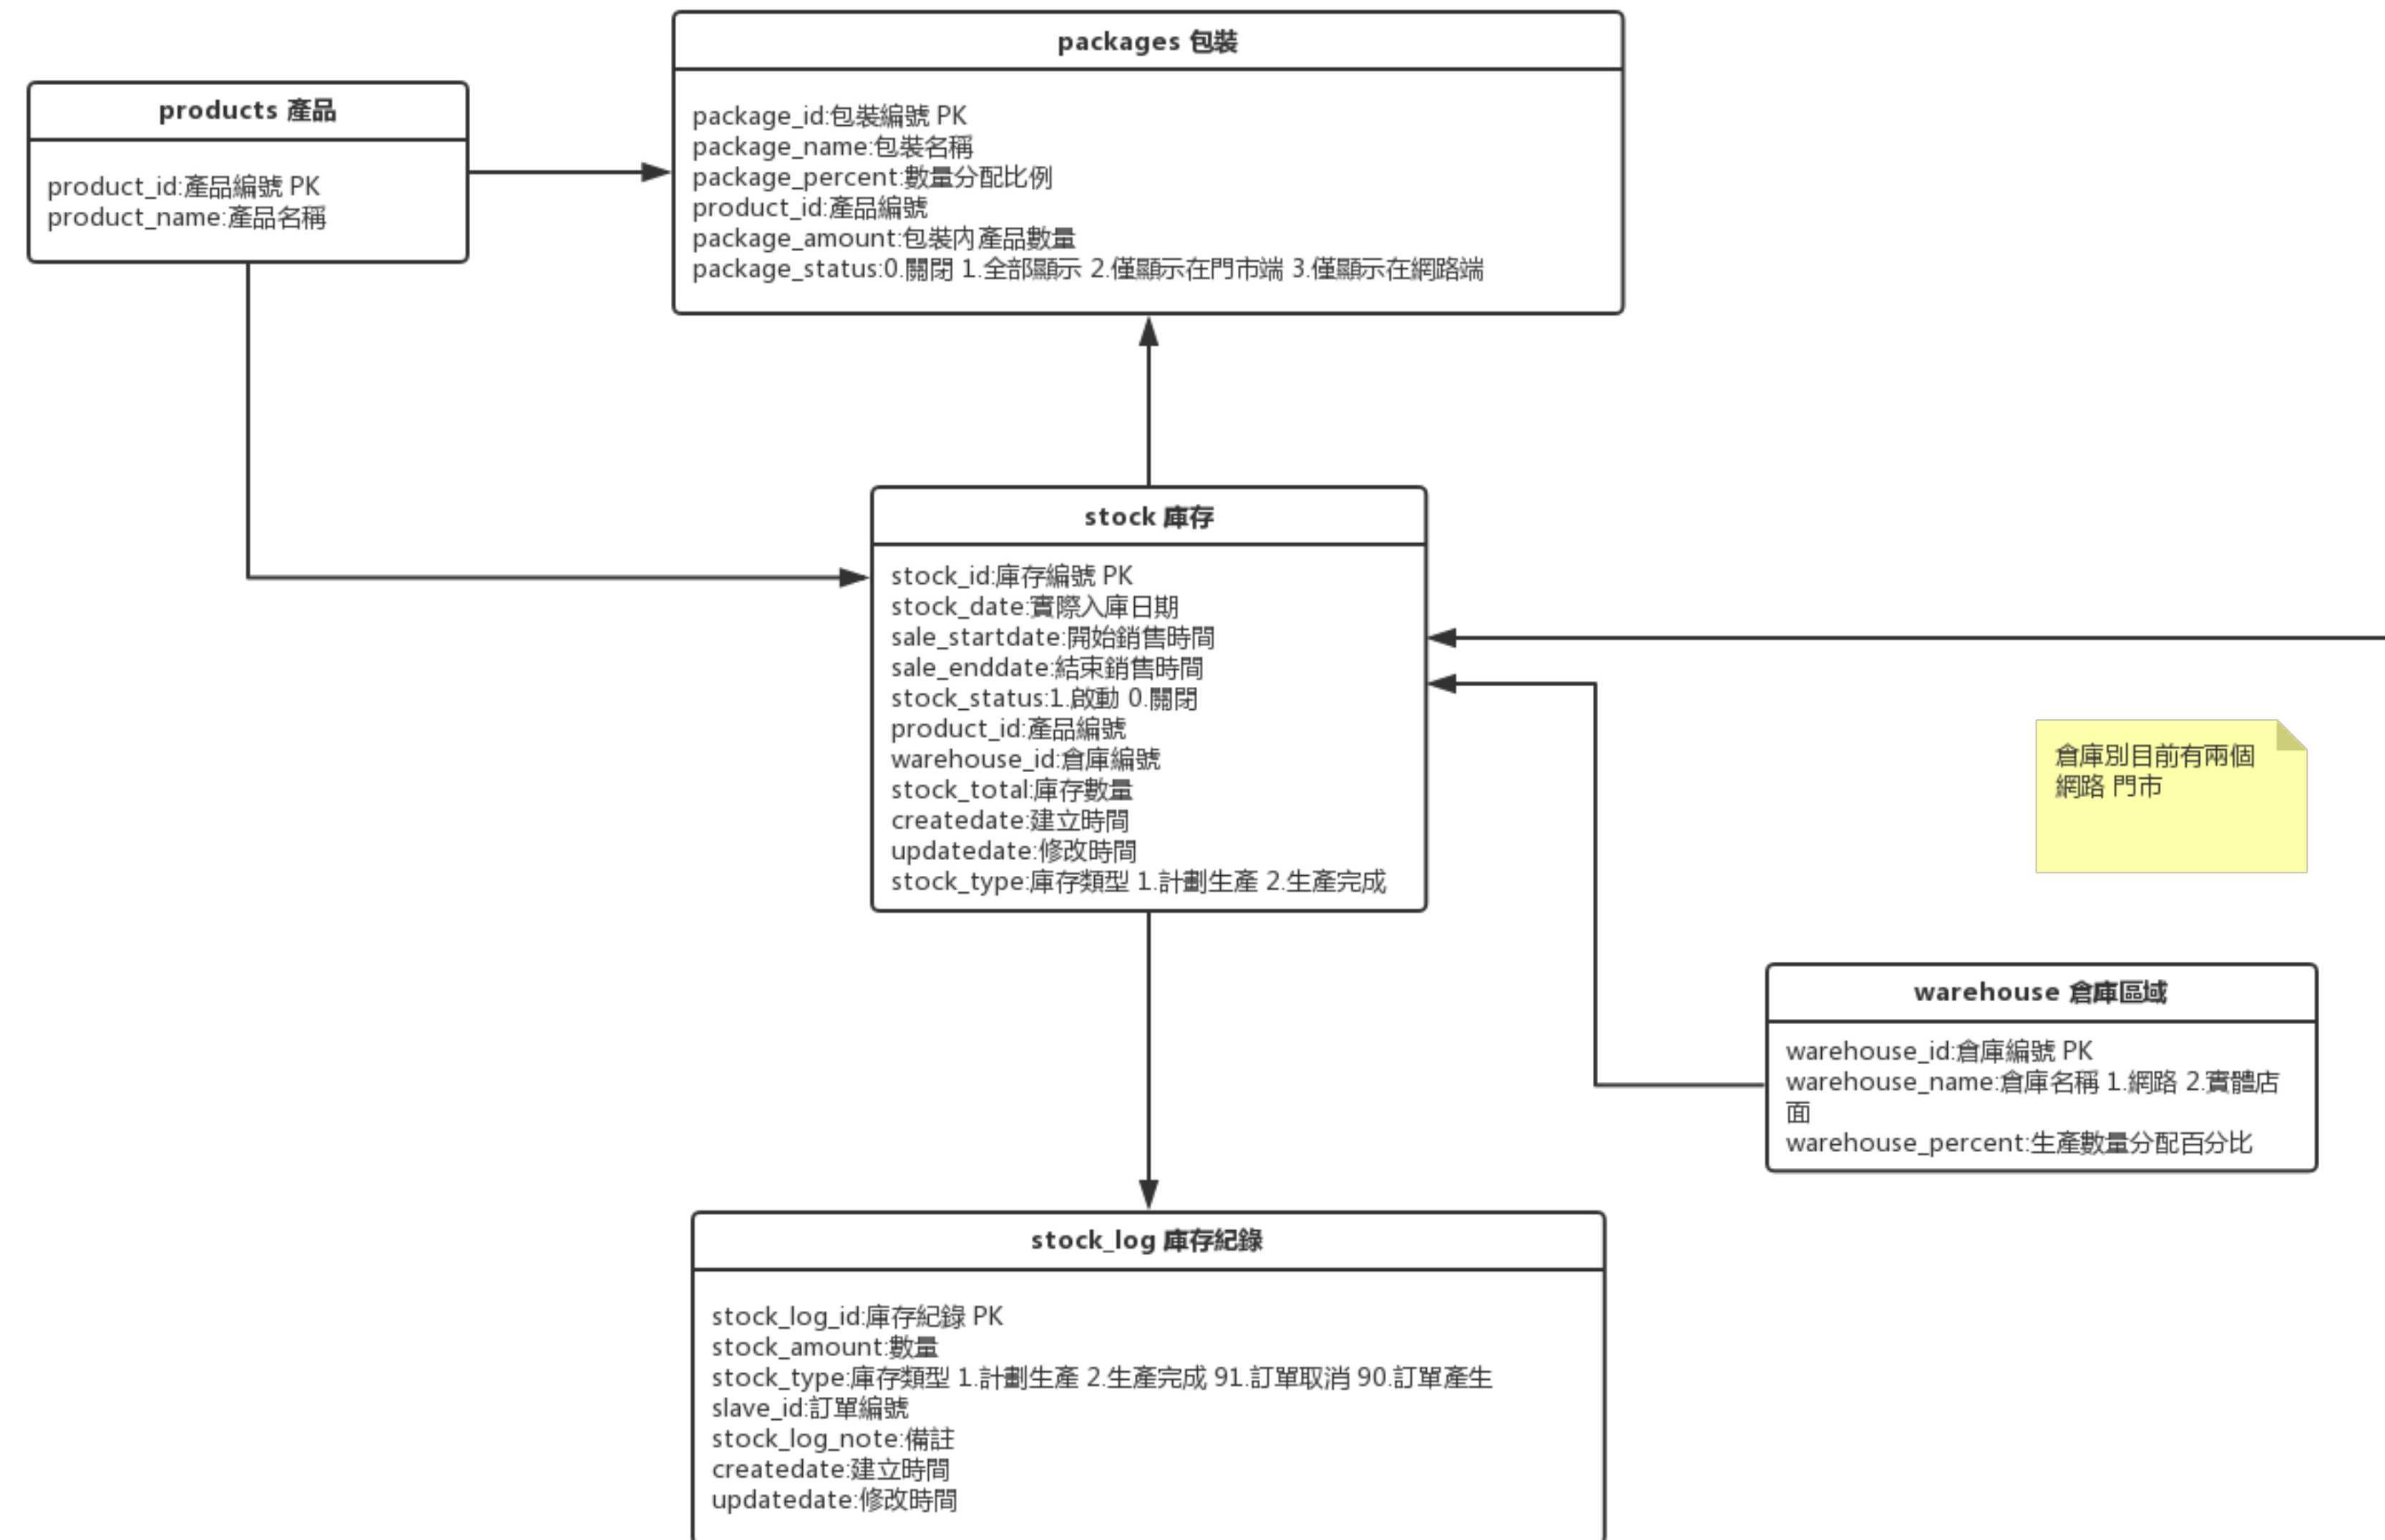 packages 包裝
package_id:包裝編號 PK
package_name:包裝名稱
package_percent:數量分配比例
product_id:產品編號
package_amount:包裝內產品數量
package_status:0.關閉 1.全部顯示 2.僅顯示在門市端 3.僅顯示在網路端
products 產品
product_id:產品編號 PK
product_name:產品名稱
stock 庫存
stock_id:庫存編號 PK
stock_date:實際入庫日期
sale_startdate:開始銷售時間
sale_enddate:結束銷售時間
stock_status:1.啟動 0.關閉
product_id:產品編號
warehouse_id:倉庫編號
stock_total:庫存數量
createdate:建立時間
updatedate:修改時間
stock_type:庫存類型 1.計劃生產 2.生產完成
倉庫別目前有兩個
網路 門市
warehouse 倉庫區域
warehouse_id:倉庫編號 PK
warehouse_name:倉庫名稱 1.網路 2.實體店
面
warehouse_percent:生產數量分配百分比
stock_log 庫存紀錄
stock_log_id:庫存紀錄 PK
stock_amount:數量
stock_type:庫存類型 1.計劃生產 2.生產完成 91.訂單取消 90.訂單產生
slave_id:訂單編號
stock_log_note:備註
createdate:建立時間
updatedate:修改時間